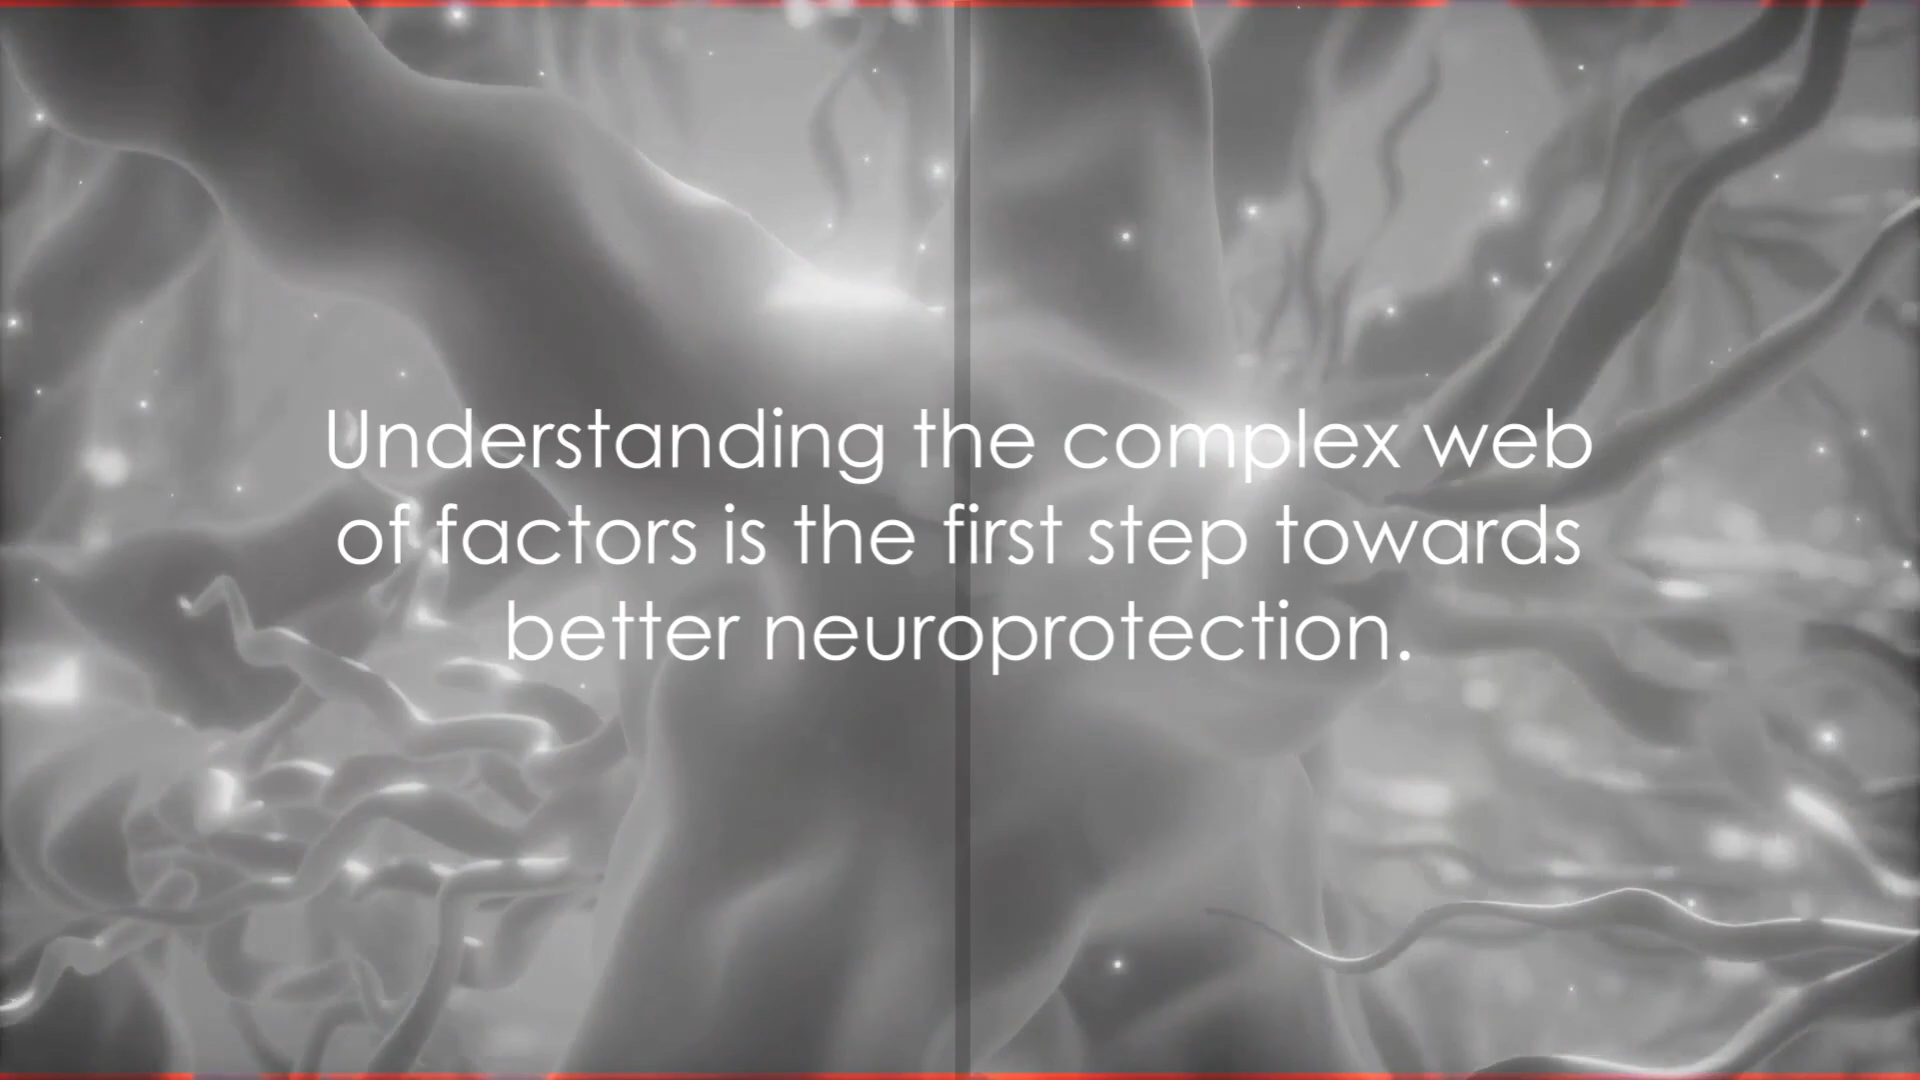 Understanding the complex web
of factors is the first step towards
better neuroprotection.